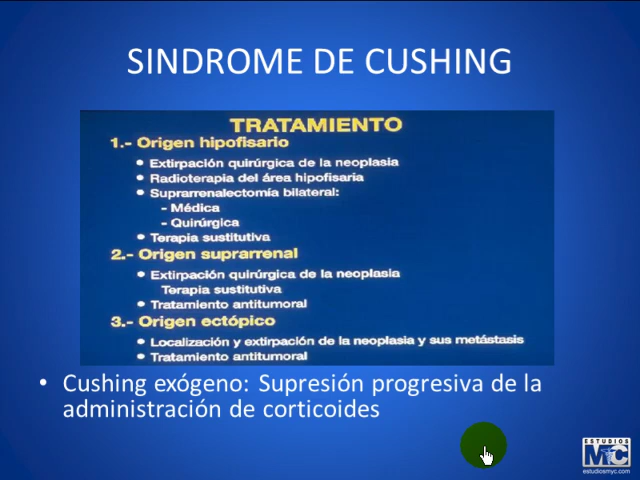 SINDROME DE CUSHING
TRATAMIENTO
1.- Origen hipofisario
• Extirpación quirúrgica de la neoplasia
• Radioterapia del área hipofisaria
• Suprarrenalectomía bilateral:
- Médica
- Quirúrgica
• Terapia sustitutiva
2.- Origen suprarrenal
• Extirpación quirúrgica de la neoplasia
Terapia sustitutiva
• Tratamiento antitumoral
3.- Origen ectópico
• Localización y extirpación de la neoplasia y sus metástasis
• Tratamiento antitumoral
• Cushing exógeno: Supresión progresiva de la
administración de corticoides
ESTUDIOS
MyC
estudiosmyc.com